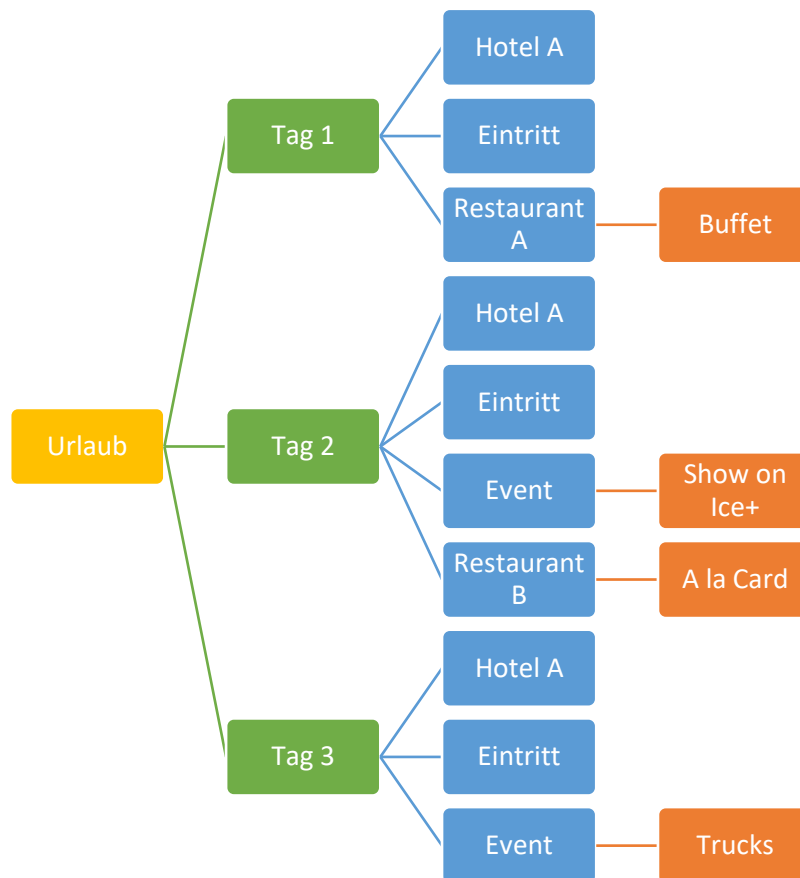 Hotel A
Tag 1
Eintritt
Restaurant
A
Buffet
Hotel A
Eintritt
Urlaub
Tag 2
Event
Show on
Ice+
Restaurant
B
A la Card
Hotel A
Tag 3
Eintritt
Event
Trucks